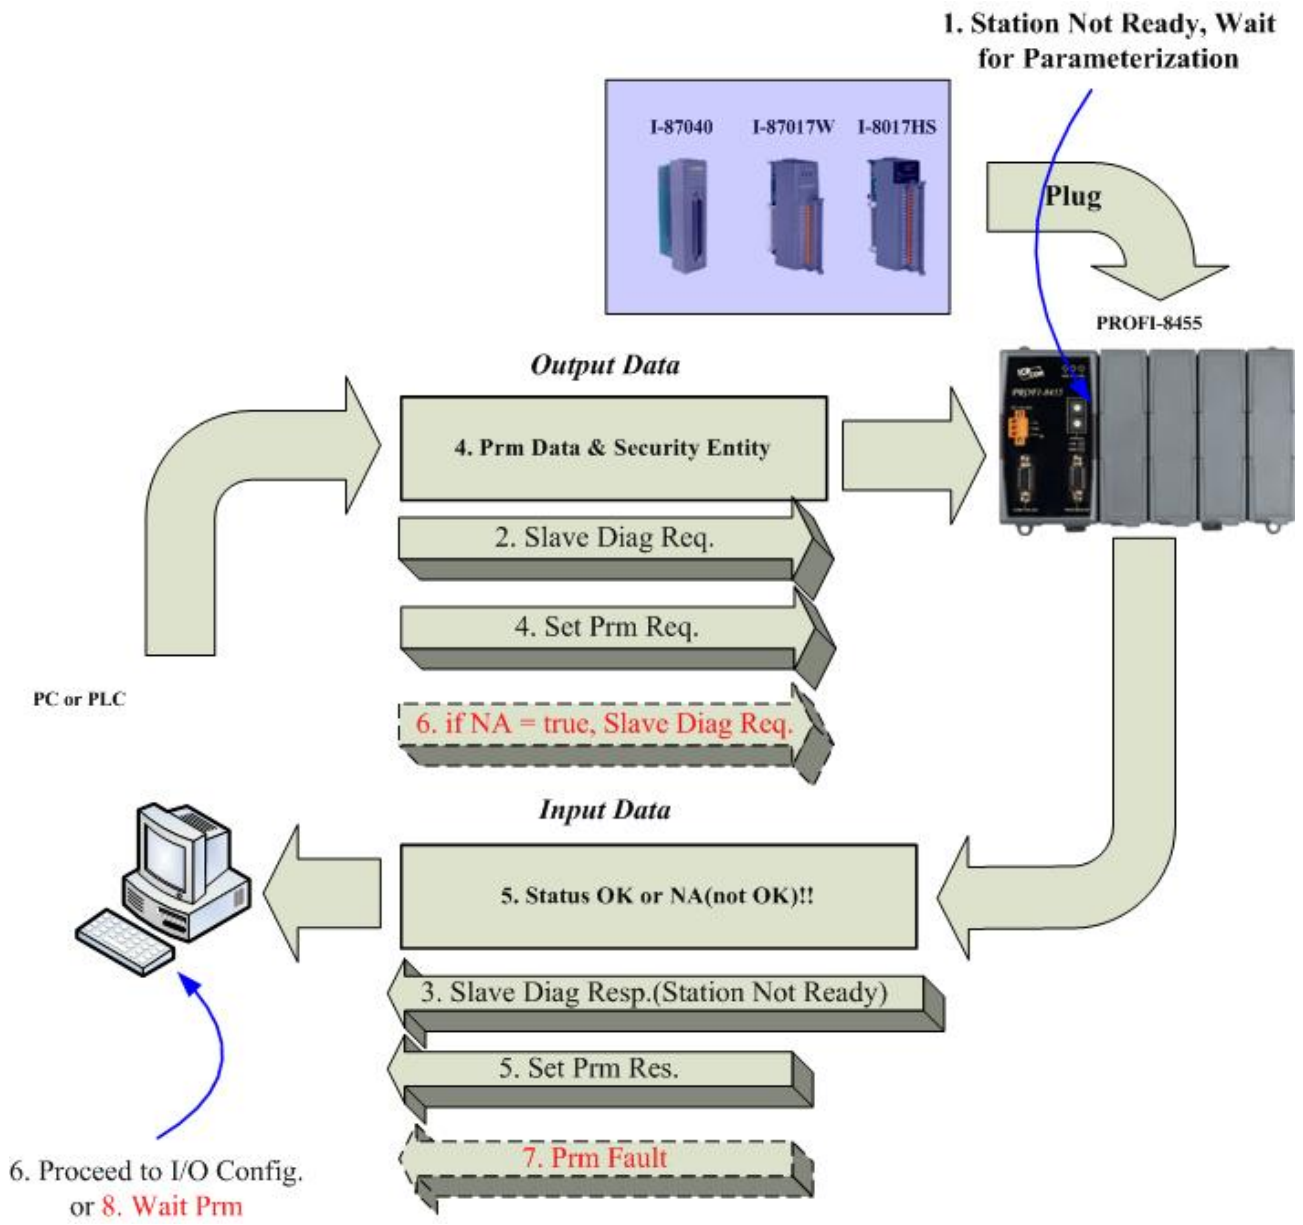 1. Station Not Ready, Wait
for Parameterization
I-87040
I-87017W
I-8017HS
Plug
PROFI-8455
Output Data
4. Prm Data & Security Entity
PROFI-8455
2. Slave Diag Req.
4. Set Prm Req.
PC or PLC
6. if NA = true, Slave Diag Req.
Input Data
5. Status OK or NA(not OK)!!
3. Slave Diag Resp.(Station Not Ready)
5. Set Prm Res.
7. Prm Fault
6. Proceed to I/O Config.
or 8. Wait Prm